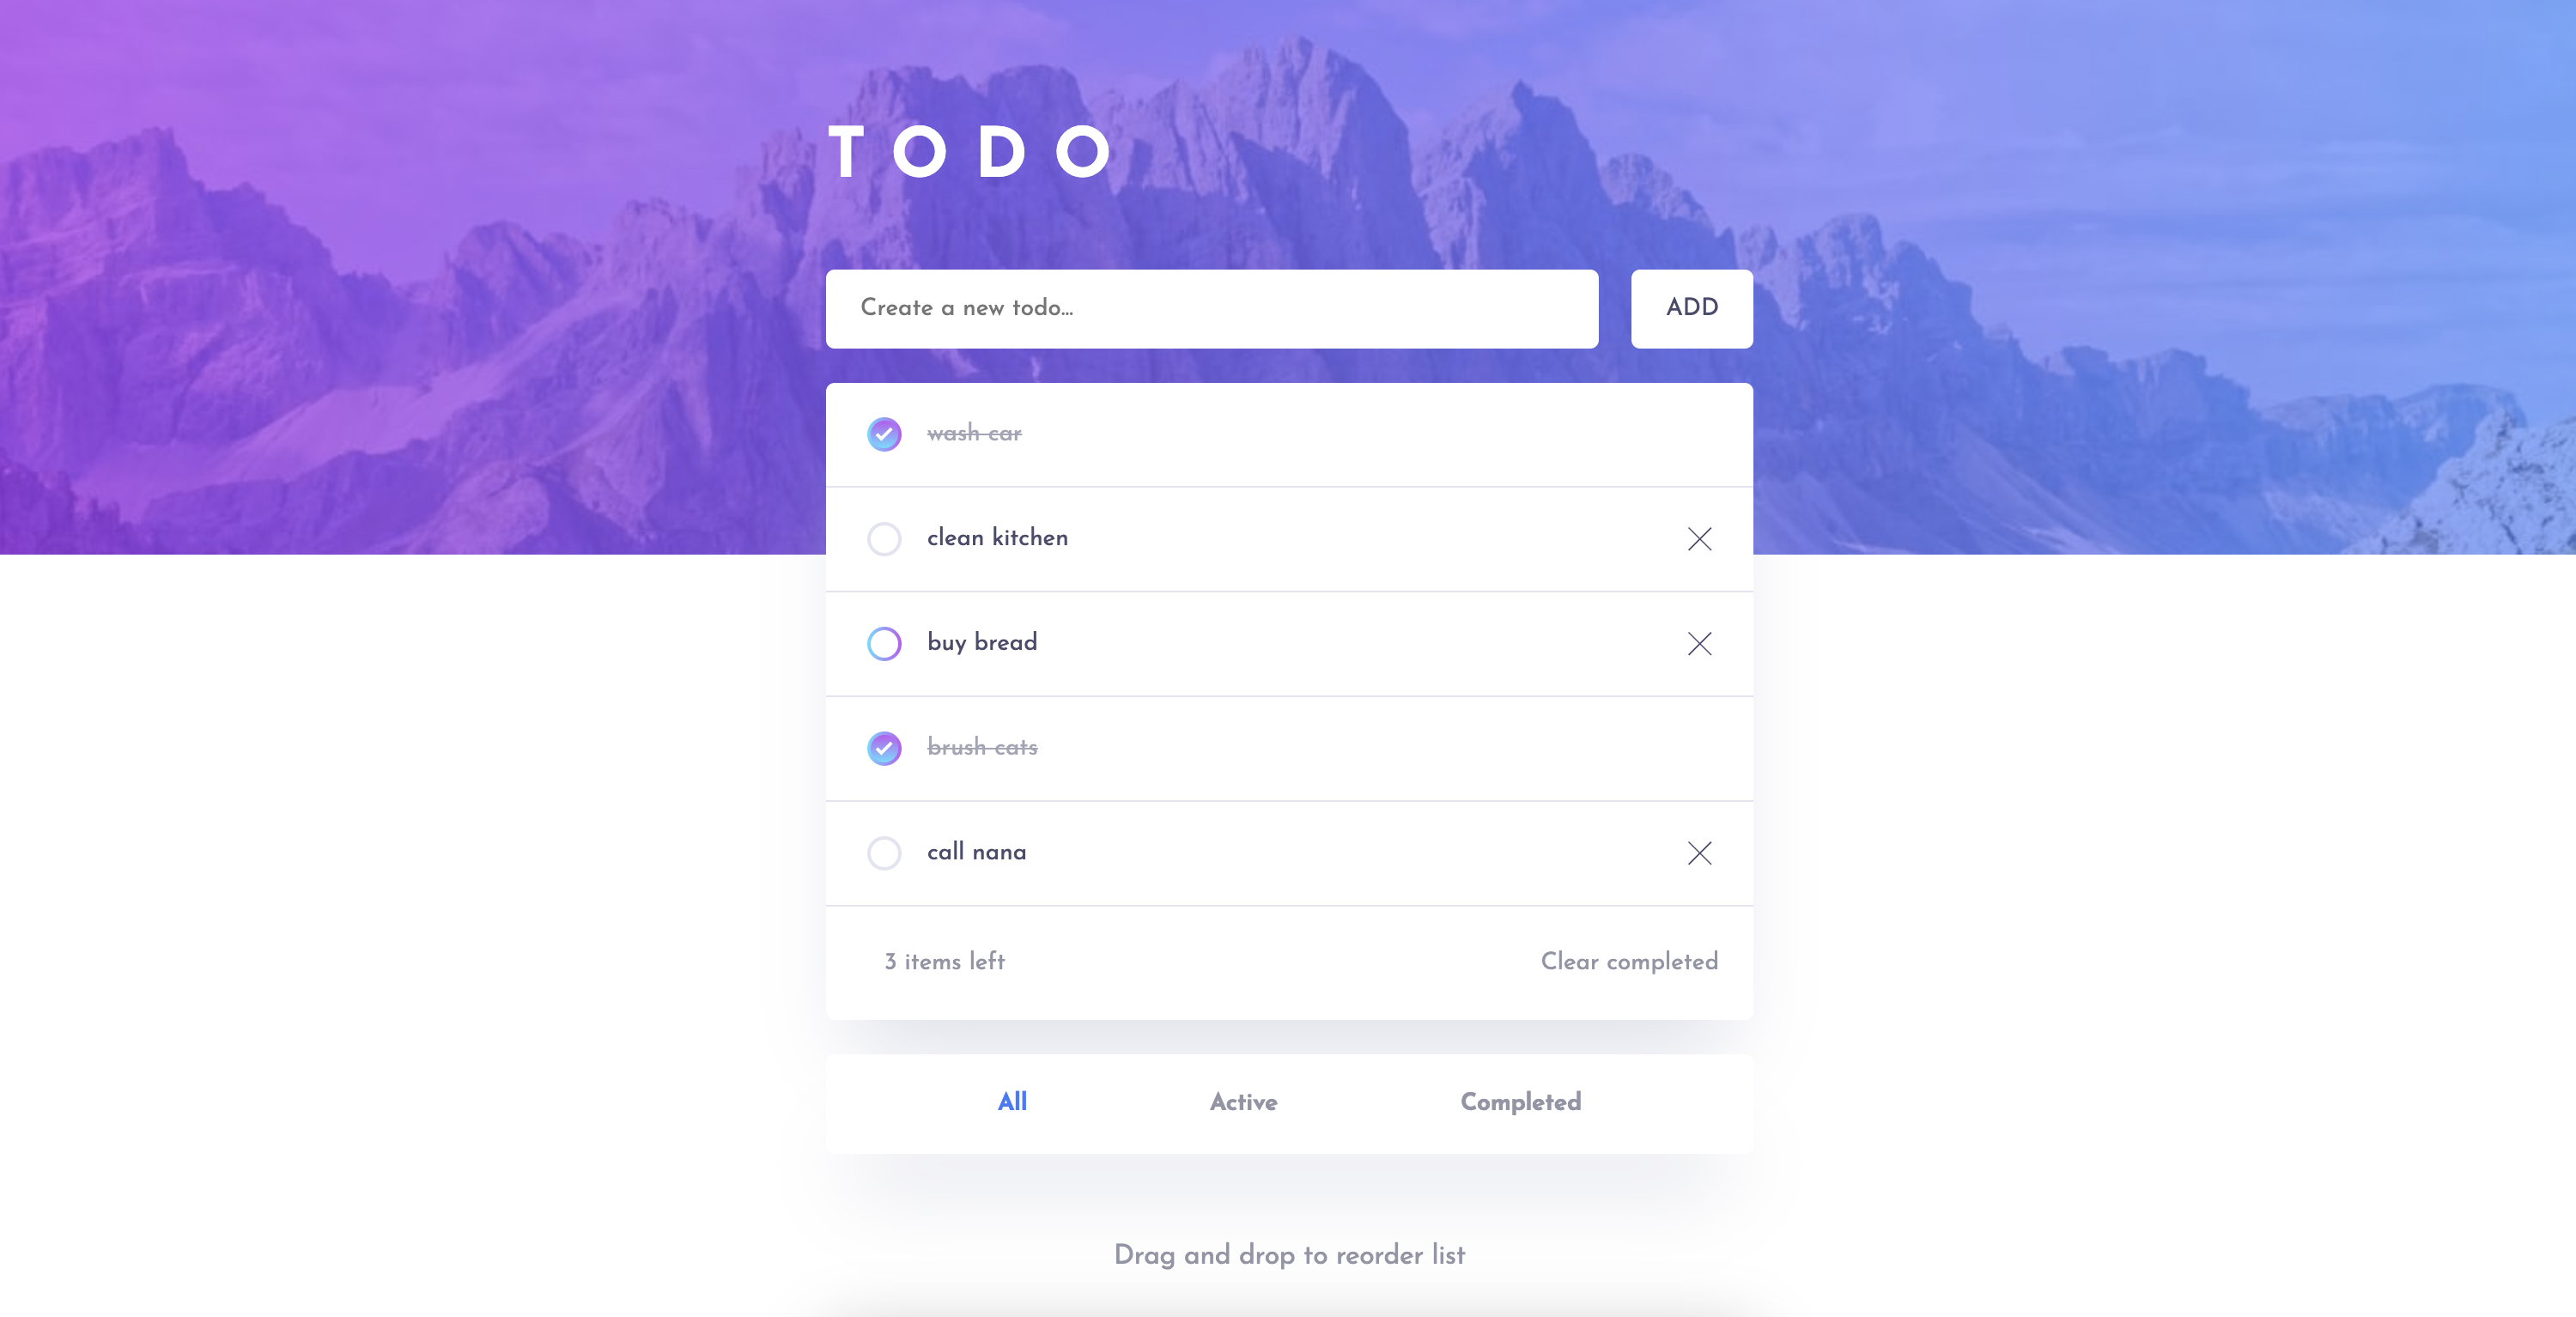 TODO
Create a new todo...
ADD
wash car
clean kitchen
buy bread
brush cats
call nana
3 items left
Clear completed
All
Active
Completed
Drag and drop to reorder list